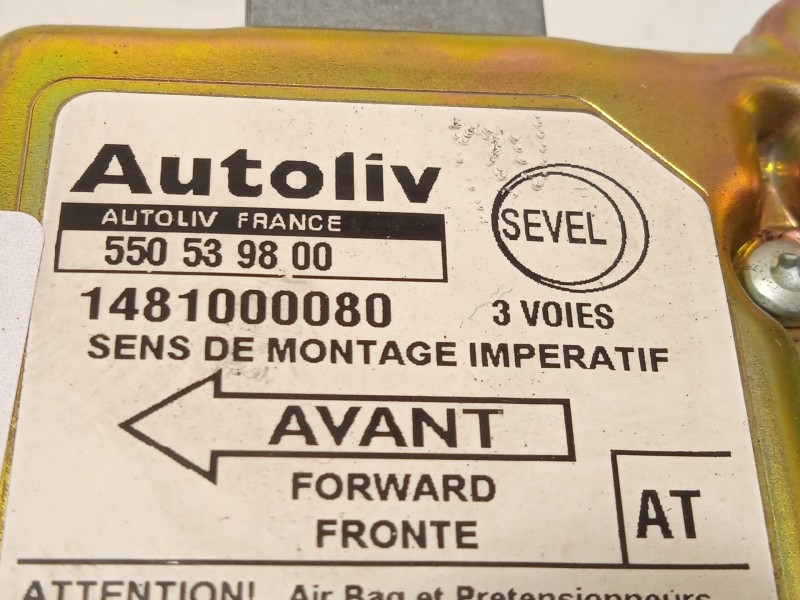 Autoliv
AUTOLIV FRANCE
550 53 98 00
SEVEL
1481000080
3 VOIES
SENS DE MONTAGE IMPERATIF
AVANT
FORWARD
FRONTE
AT
ATTENTION! Air Bag et Pretensionneurs